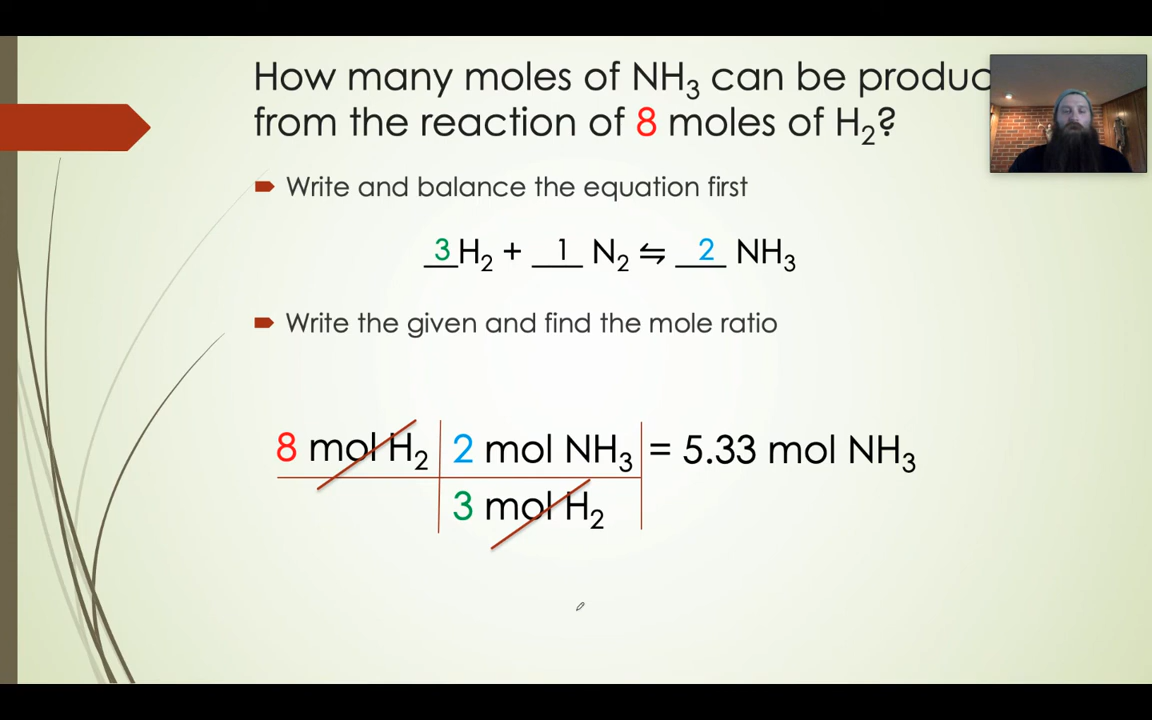 How many moles of NH₃ can be produc
from the reaction of 8 moles of H₂?
Write and balance the equation first
3 H₂ + 1 N₂ ⇋ 2 NH₃
Write the given and find the mole ratio
8 mol H₂ 2 mol NH₃ = 5.33 mol NH₃
3 mol H₂